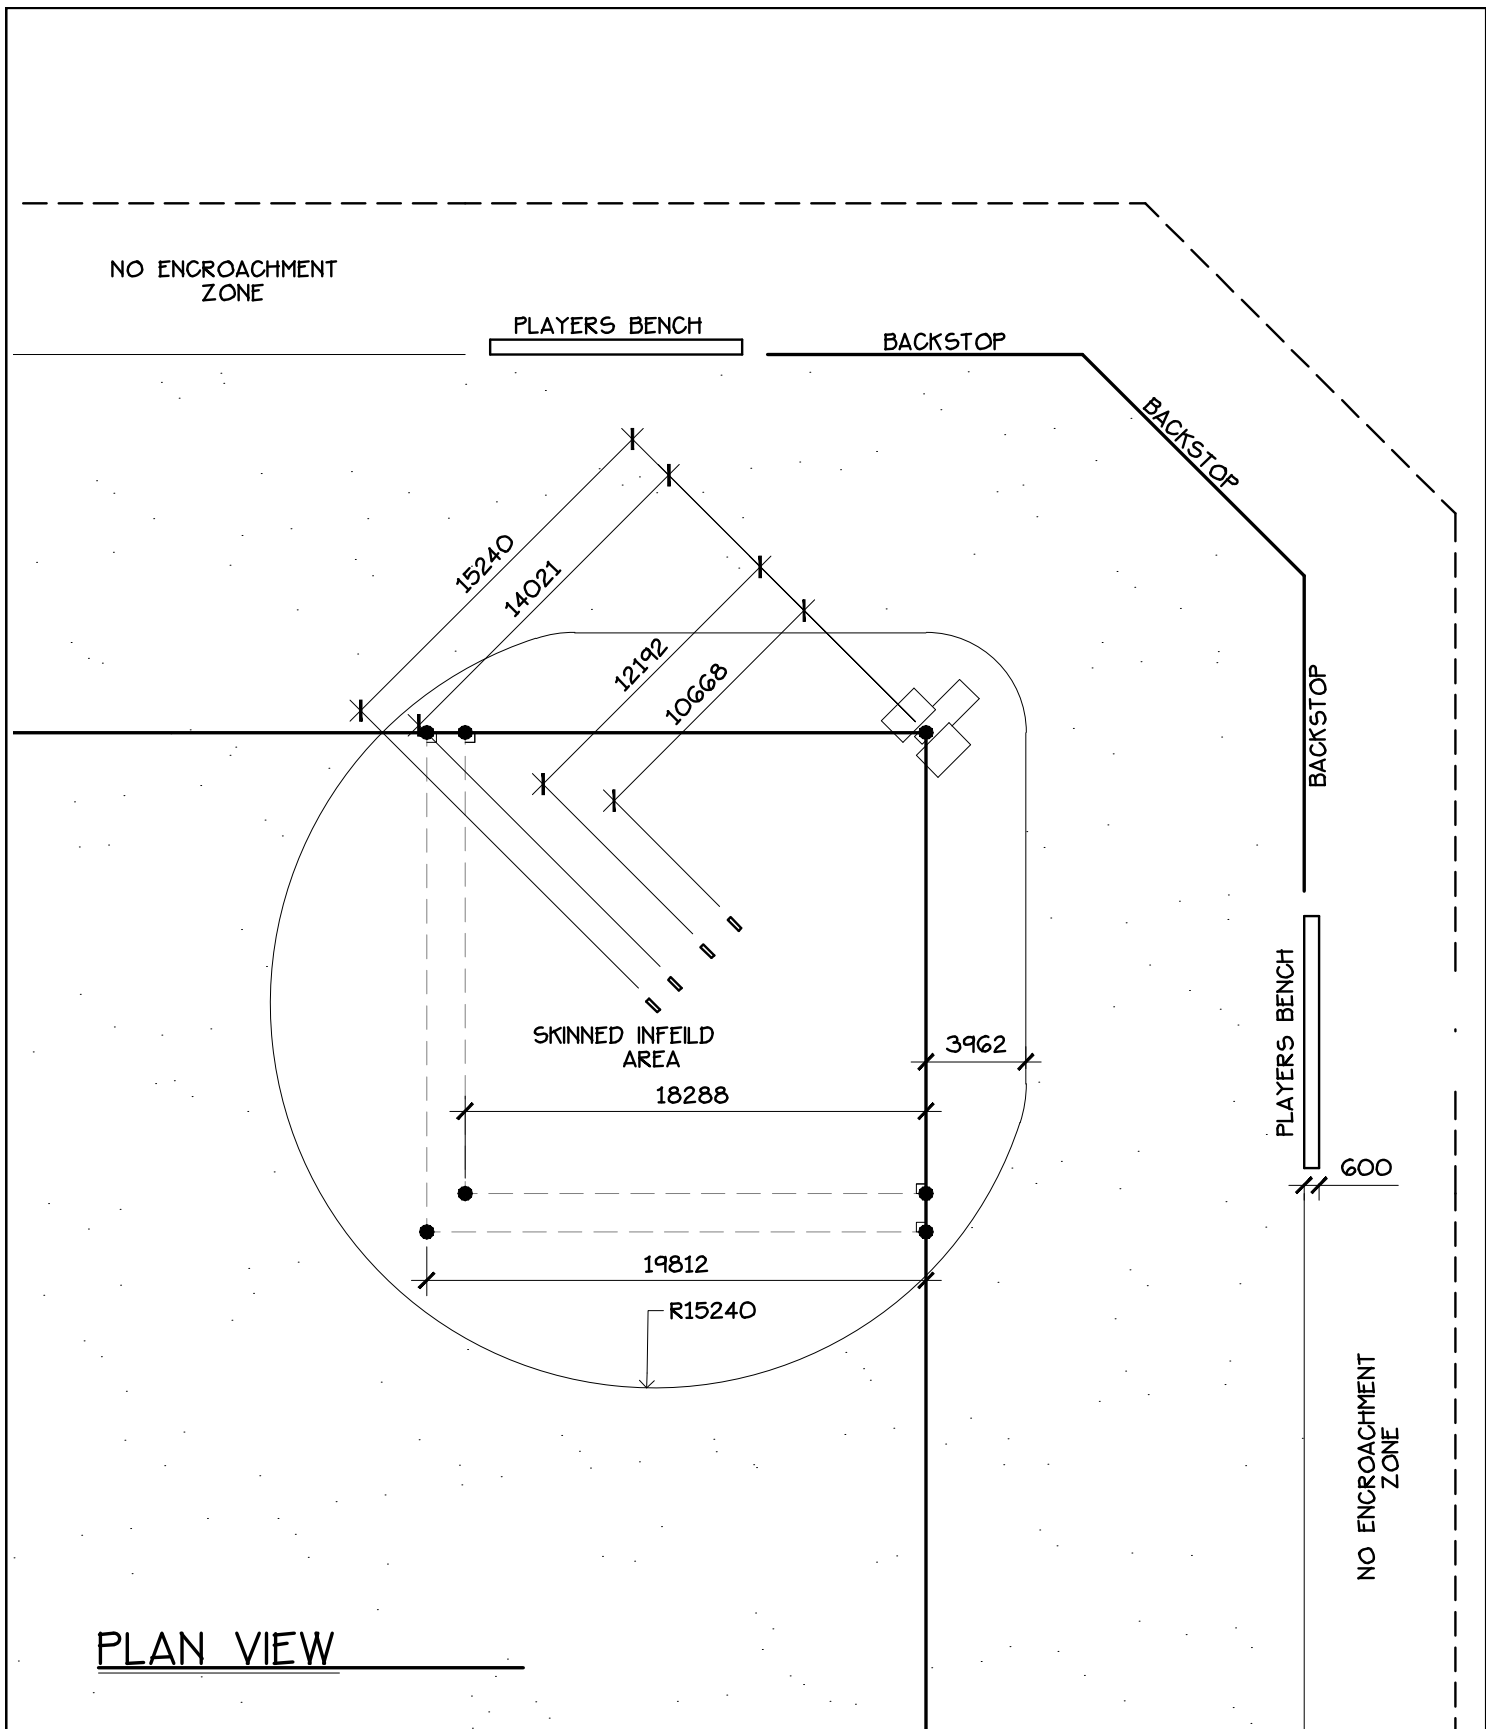 NO ENCROACHMENT
ZONE
PLAYERS BENCH
BACKSTOP
BACKSTOP
15240
14021
12192
10668
BACKSTOP
PLAYERS BENCH
SKINNED INFEILD
AREA
3962
18288
600
19812
R15240
NO ENCROACHMENT
ZONE
PLAN VIEW